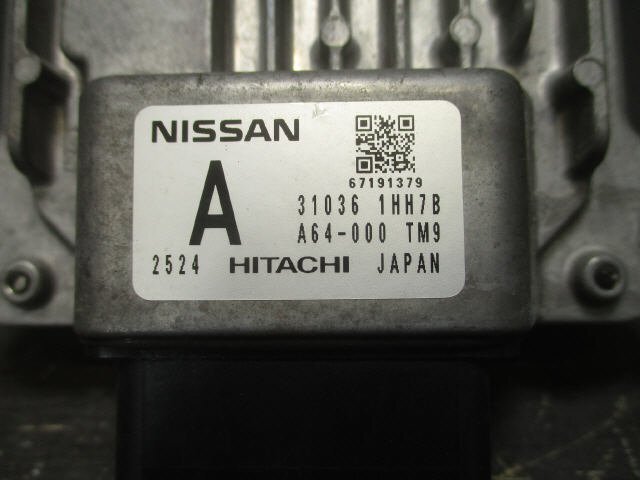 NISSAN
67191379
A
31036 1HH7B
A64-000 TM9
2524 HITACHI JAPAN